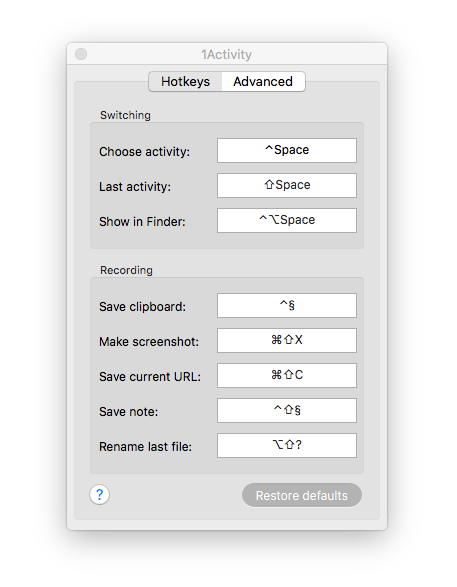 1Activity
Hotkeys Advanced
Switching
Choose activity: ^Space
Last activity: ⇧Space
Show in Finder: ^⌥Space
Recording
Save clipboard: ^§
Make screenshot: ⌘⇧X
Save current URL: ⌘⇧C
Save note: ^⇧§
Rename last file: ⌥⇧?
? Restore defaults